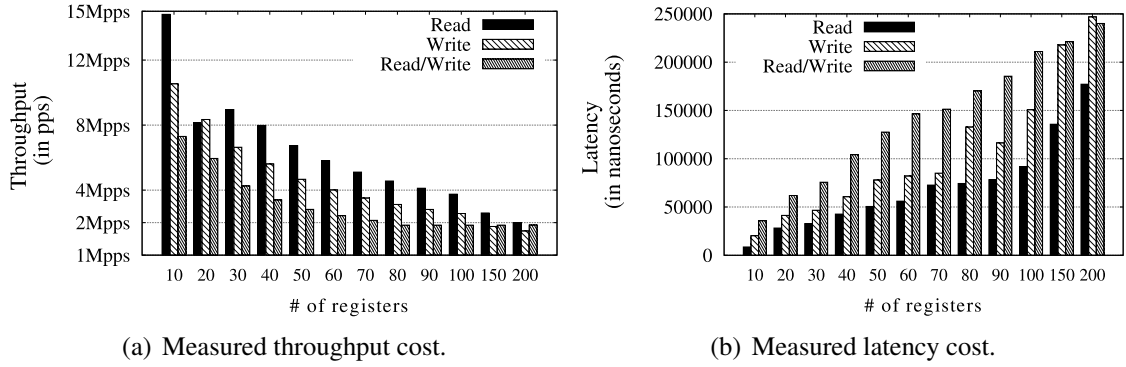 15Mpps
12Mpps
8Mpps
4Mpps
2Mpps
1Mpps
Throughput
(in pps)
Read
Write
Read/Write
10 20 30 40 50 60 70 80 90 100 150 200
# of registers
(a) Measured throughput cost.
250000
200000
150000
100000
50000
0
Latency
(in nanoseconds)
Read
Write
Read/Write
10 20 30 40 50 60 70 80 90 100 150 200
# of registers
(b) Measured latency cost.